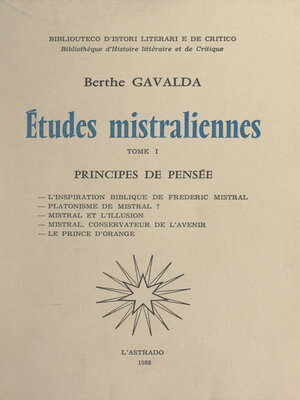 BIBLIOUTECO D'ISTORI LITERARI E DE CRITICO
Bibliothèque d'Histoire littéraire et de Critique
Berthe GAVALDA
Études mistraliennes
TOME I
PRINCIPES DE PENSÉE
— L'INSPIRATION BIBLIQUE DE FREDERIC MISTRAL
— PLATONISME DE MISTRAL ?
— MISTRAL ET L'ILLUSION
— MISTRAL, CONSERVATEUR DE L'AVENIR
— LE PRINCE D'ORANGE
L'ASTRADO
1988